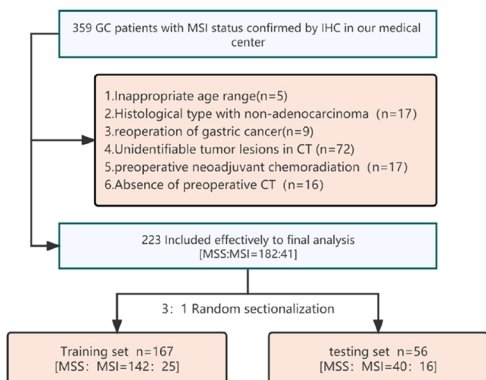 359 GC patients with MSI status confirmed by IHC in our medical
center
1.Inappropriate age range(n=5)
2.Histological type with non-adenocarcinoma（n=17）
3.reoperation of gastric cancer(n=9)
4.Unidentifiable tumor lesions in CT（n=72）
5.preoperative neoadjuvant chemoradiation（n=17）
6.Absence of preoperative CT（n=16）
223 Included effectively to final analysis
[MSS:MSI=182:41]
3：1 Random sectionalization
Training set n=167
[MSS：MSI=142：25]
testing set n=56
[MSS：MSI=40：16]